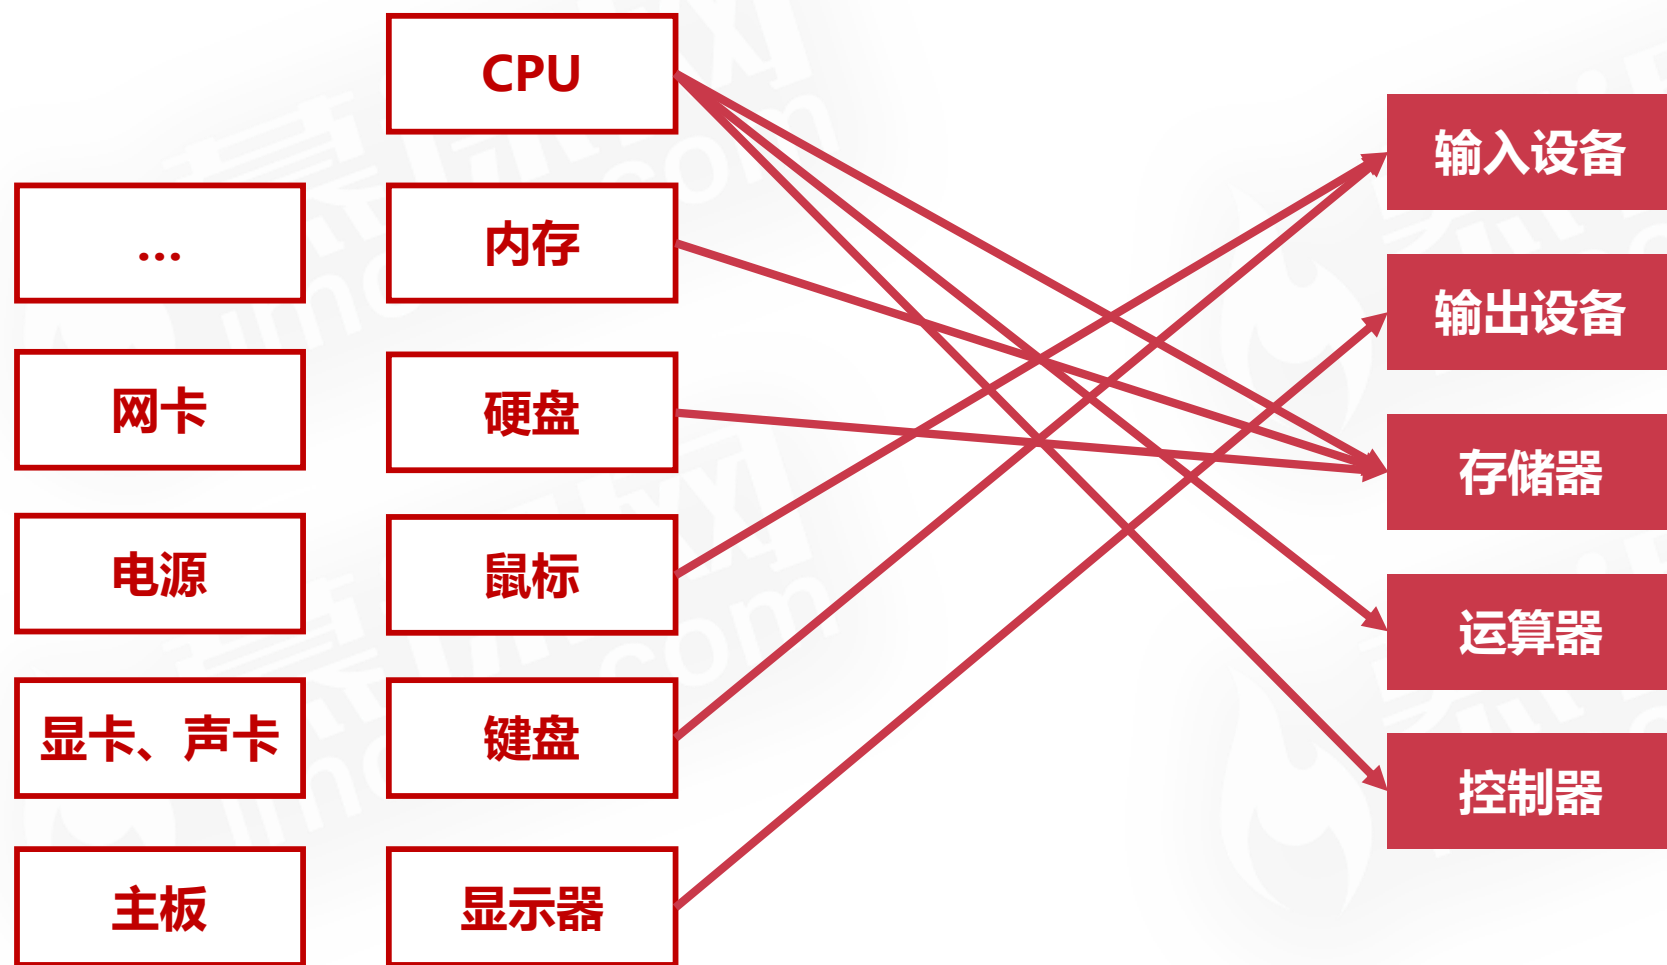 CPU
内存
硬盘
鼠标
键盘
显示器
...
网卡
电源
显卡、声卡
主板
输入设备
输出设备
存储器
运算器
控制器